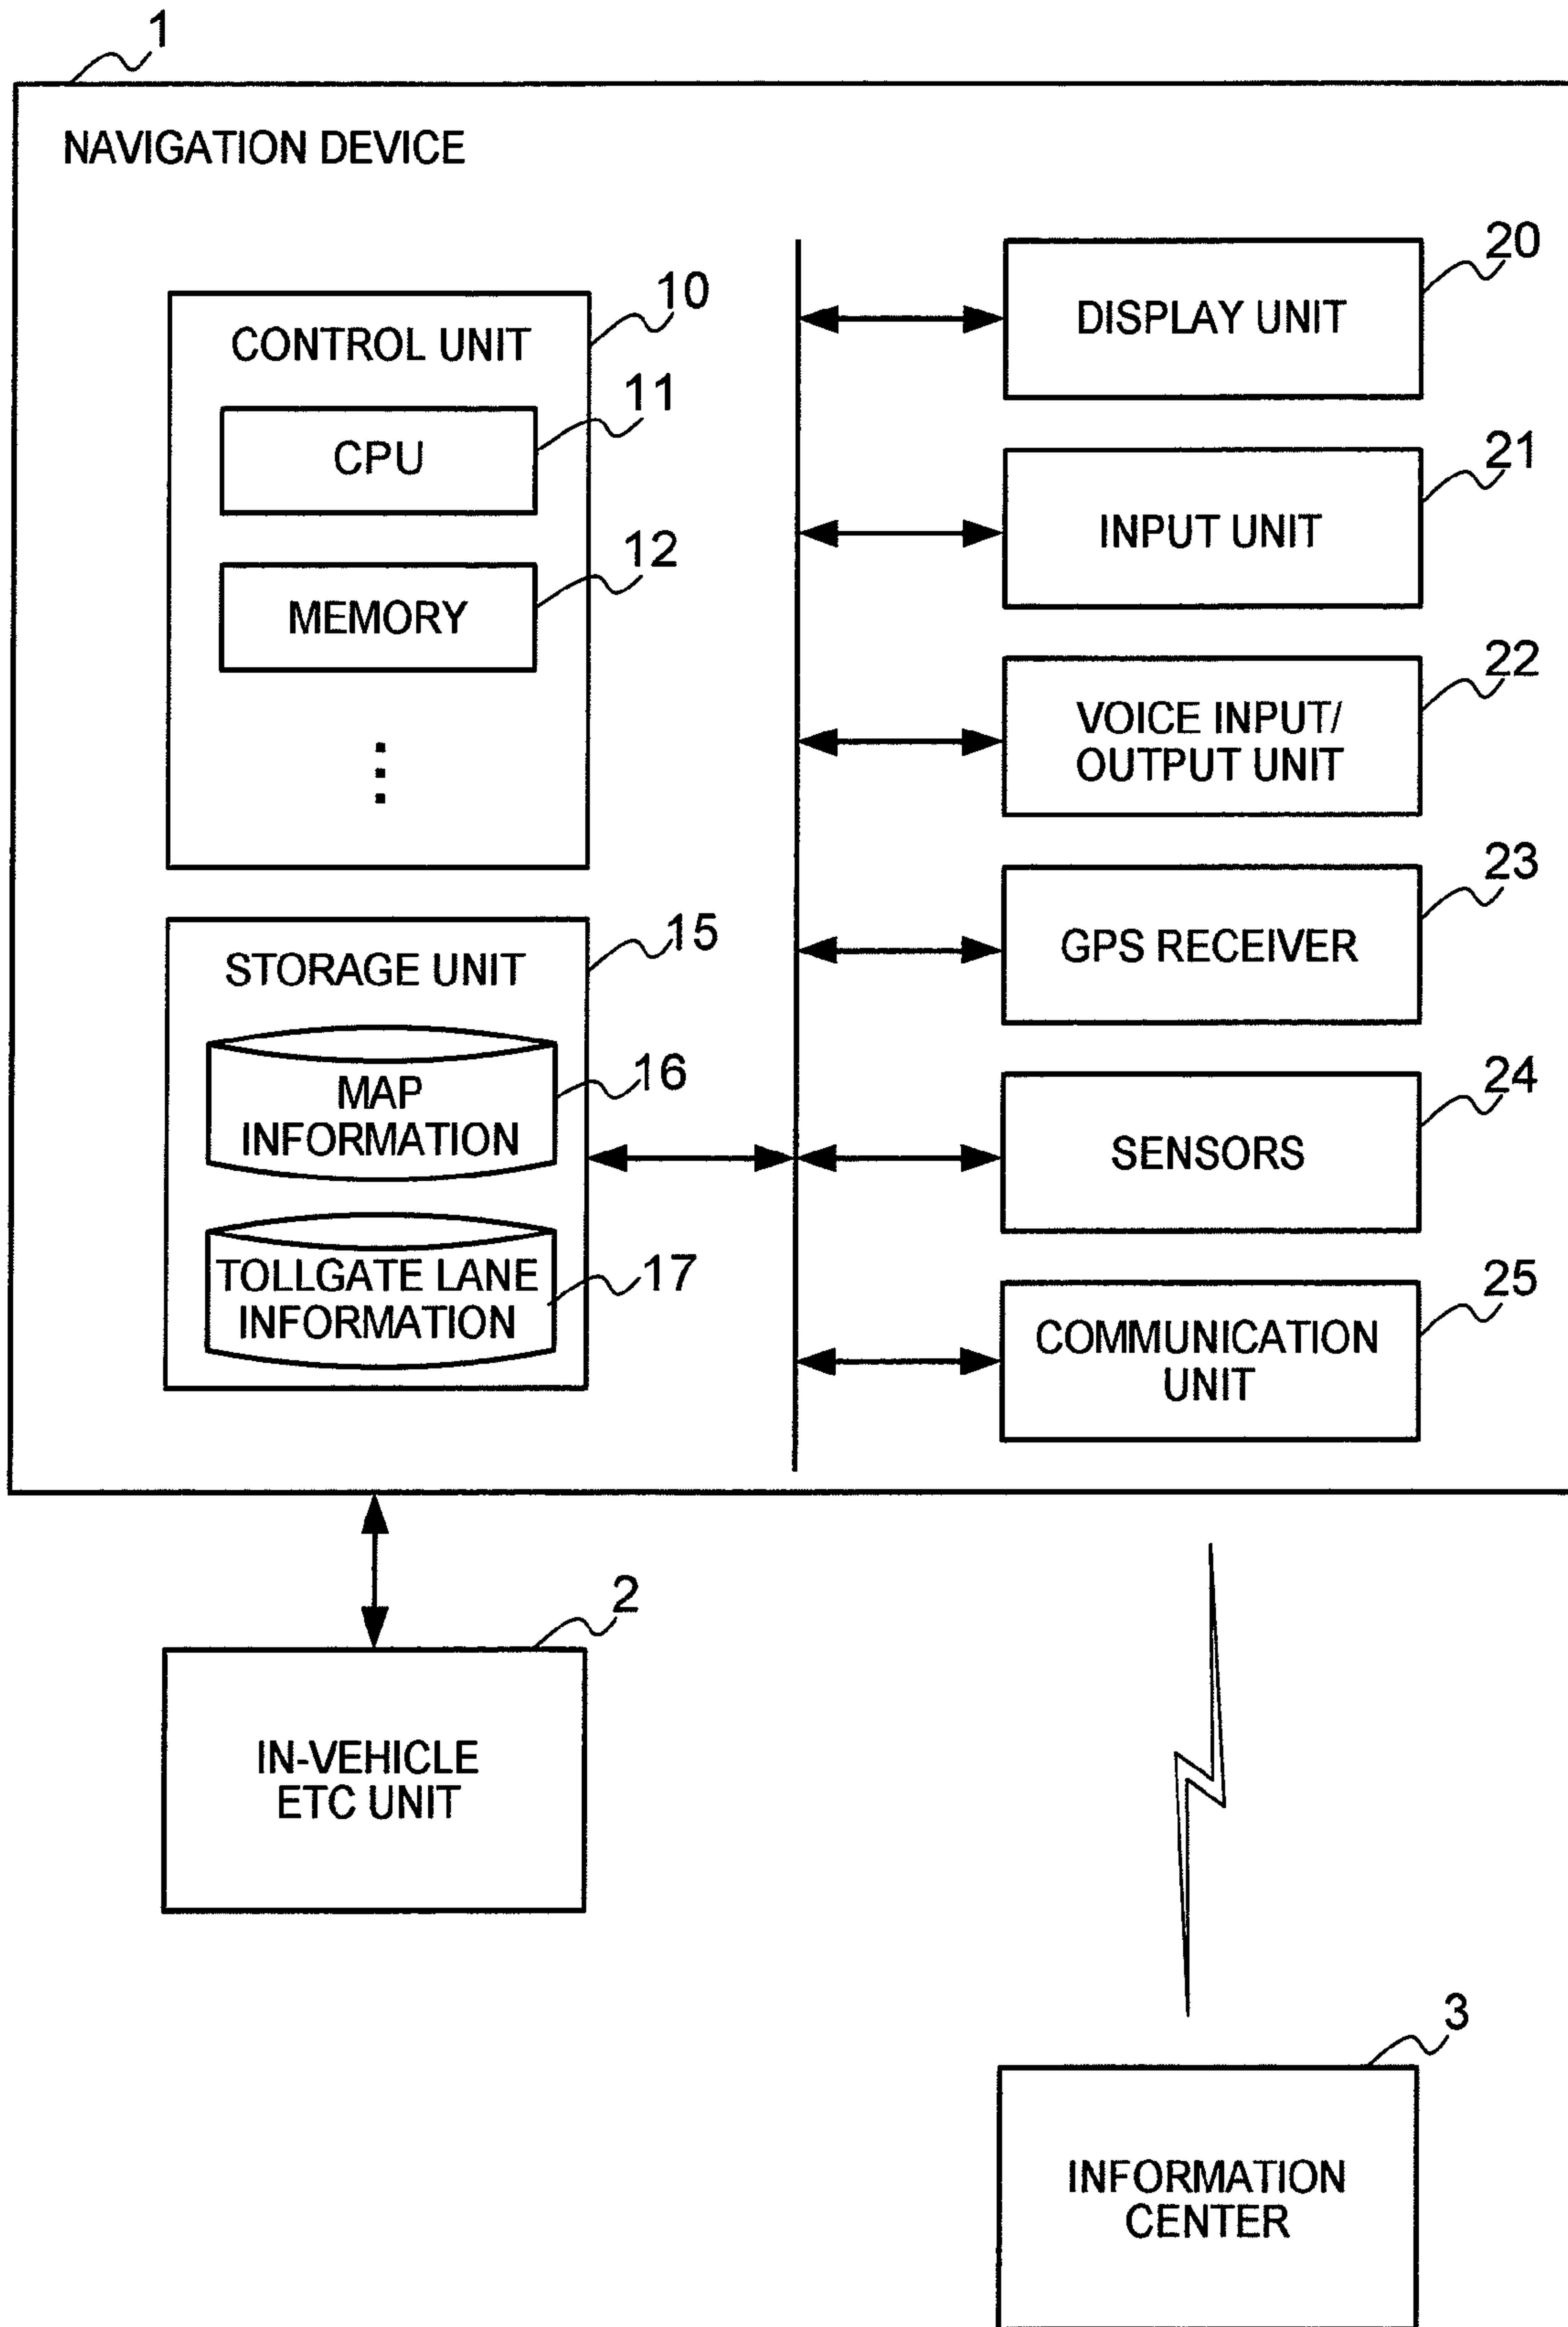 1
NAVIGATION DEVICE
10
CONTROL UNIT
11
CPU
12
MEMORY
15
STORAGE UNIT
16
MAP
INFORMATION
17
TOLLGATE LANE
INFORMATION
20
DISPLAY UNIT
21
INPUT UNIT
22
VOICE INPUT/
OUTPUT UNIT
23
GPS RECEIVER
24
SENSORS
25
COMMUNICATION
UNIT
2
IN-VEHICLE
ETC UNIT
3
INFORMATION
CENTER